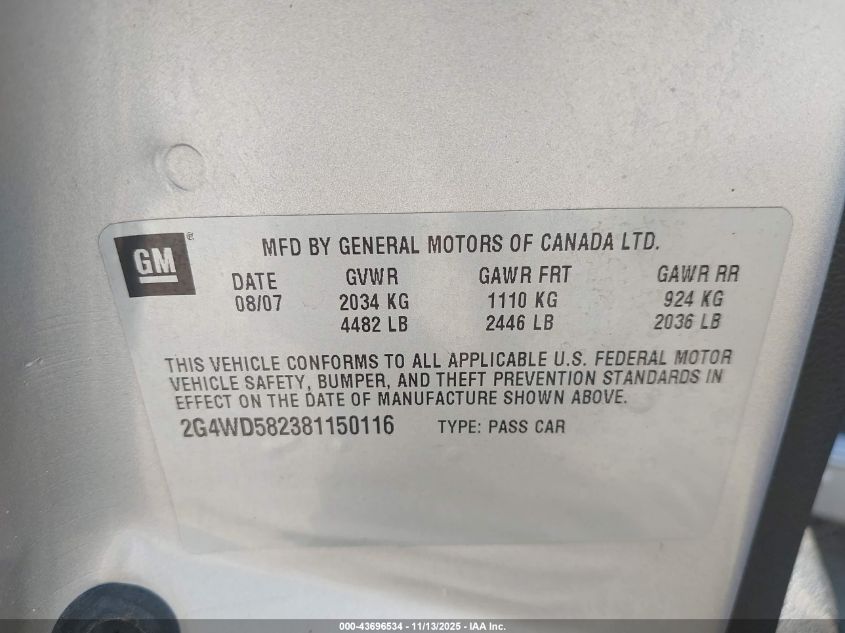 GM®
MFD BY GENERAL MOTORS OF CANADA LTD.
DATE GVWR GAWR FRT GAWR RR
08/07 2034 KG 1110 KG 924 KG
4482 LB 2446 LB 2036 LB
THIS VEHICLE CONFORMS TO ALL APPLICABLE U.S. FEDERAL MOTOR
VEHICLE SAFETY, BUMPER, AND THEFT PREVENTION STANDARDS IN
EFFECT ON THE DATE OF MANUFACTURE SHOWN ABOVE.
2G4WD582381150116 TYPE: PASS CAR
000-43696534 - 11/13/2025 - IAA Inc.